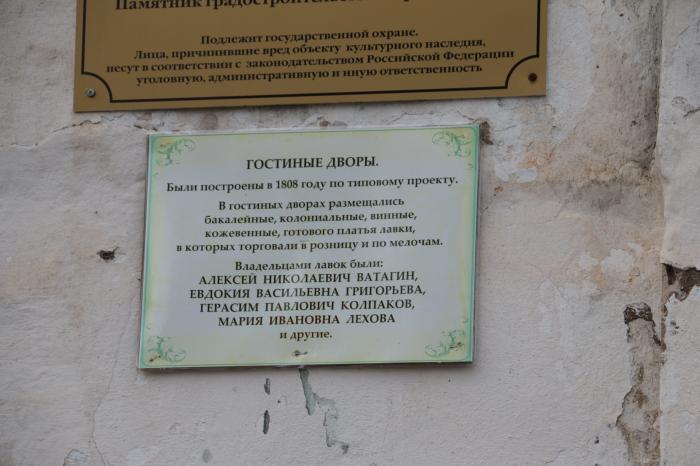 Памятник градостроительства
Подлежит государственной охране.
Лица, причинившие вред объекту культурного наследия,
несут в соответствии с законодательством Российской Федерации
уголовную, административную и иную ответственность
ГОСТИНЫЕ ДВОРЫ.
Были построены в 1808 году по типовому проекту.
В гостиных дворах размещались
бакалейные, колониальные, винные,
кожевенные, готового платья лавки,
в которых торговали в розницу и по мелочам.
Владельцами лавок были:
АЛЕКСЕЙ НИКОЛАЕВИЧ ВАТАГИН,
ЕВДОКИЯ ВАСИЛЬЕВНА ГРИГОРЬЕВА,
ГЕРАСИМ ПАВЛОВИЧ КОЛПАКОВ,
МАРИЯ ИВАНОВНА ЛЕХОВА
и другие.